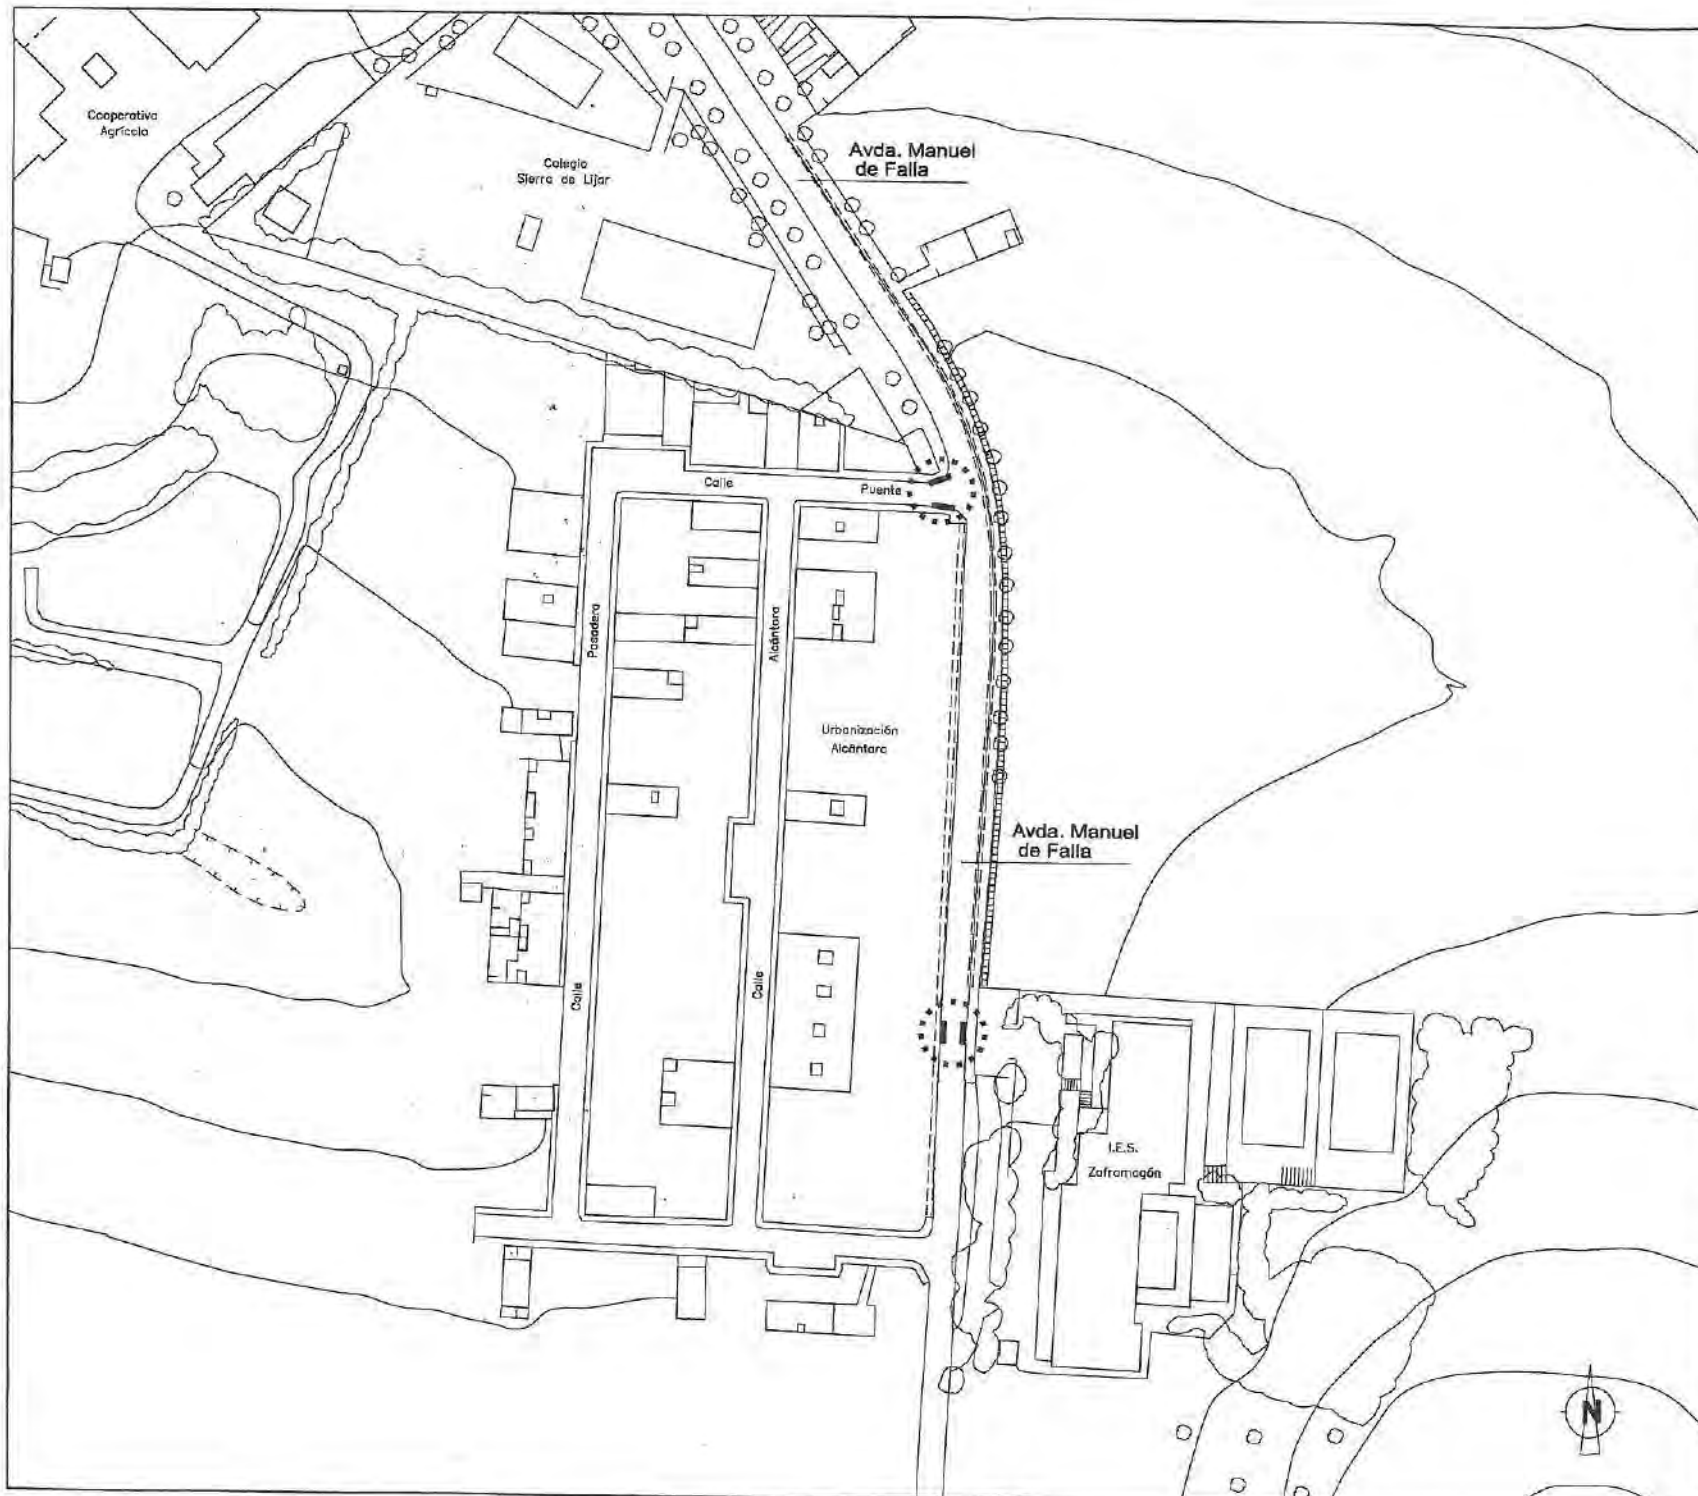 Cooperativa
Agrícola
Colegio
Sierra de Lijar
Avda. Manuel
de Falla
Calle
Puente
Pasadera
Alcántara
Urbanización
Alcántara
Avda. Manuel
de Falla
Calle
Calle
I.E.S.
Zaframagón
N